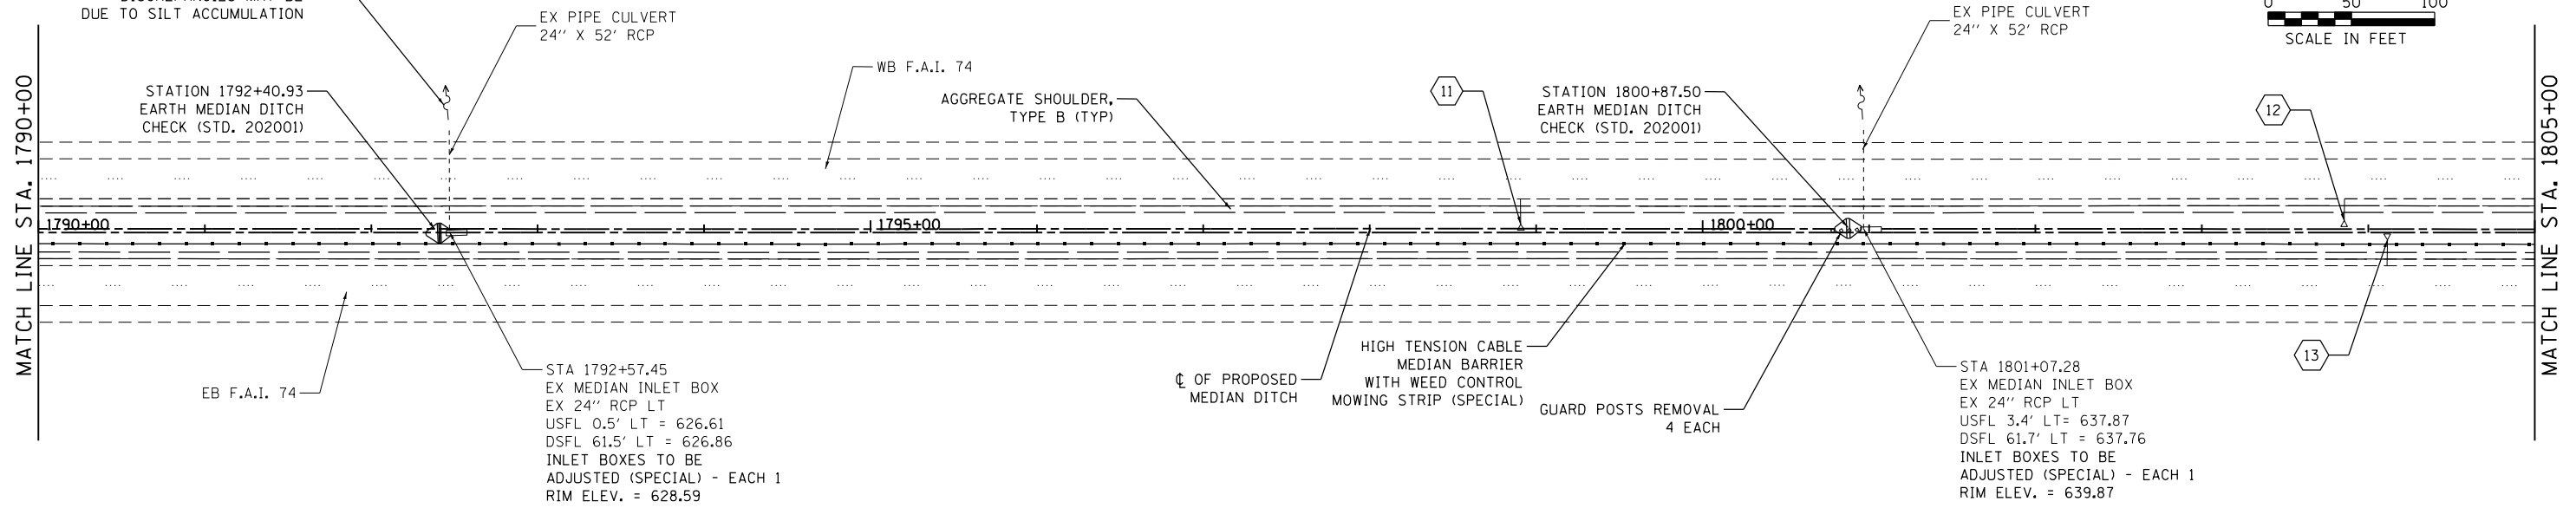 DUE TO SILT ACCUMULATION
EX PIPE CULVERT
24" X 52' RCP
EX PIPE CULVERT
24" X 52' RCP
0 50 100
SCALE IN FEET
WB F.A.I. 74
STATION 1792+40.93
EARTH MEDIAN DITCH
CHECK (STD. 202001)
AGGREGATE SHOULDER,
TYPE B (TYP)
11
STATION 1800+87.50
EARTH MEDIAN DITCH
CHECK (STD. 202001)
12
MATCH LINE STA. 1790+00
MATCH LINE STA. 1805+00
1790+00
1795+00
1800+00
EB F.A.I. 74
STA 1792+57.45
EX MEDIAN INLET BOX
EX 24" RCP LT
USFL 0.5' LT = 626.61
DSFL 61.5' LT = 626.86
INLET BOXES TO BE
ADJUSTED (SPECIAL) - EACH 1
RIM ELEV. = 628.59
℄ OF PROPOSED
MEDIAN DITCH
HIGH TENSION CABLE
MEDIAN BARRIER
WITH WEED CONTROL
MOWING STRIP (SPECIAL)
GUARD POSTS REMOVAL
4 EACH
13
STA 1801+07.28
EX MEDIAN INLET BOX
EX 24" RCP LT
USFL 3.4' LT= 637.87
DSFL 61.7' LT = 637.76
INLET BOXES TO BE
ADJUSTED (SPECIAL) - EACH 1
RIM ELEV. = 639.87